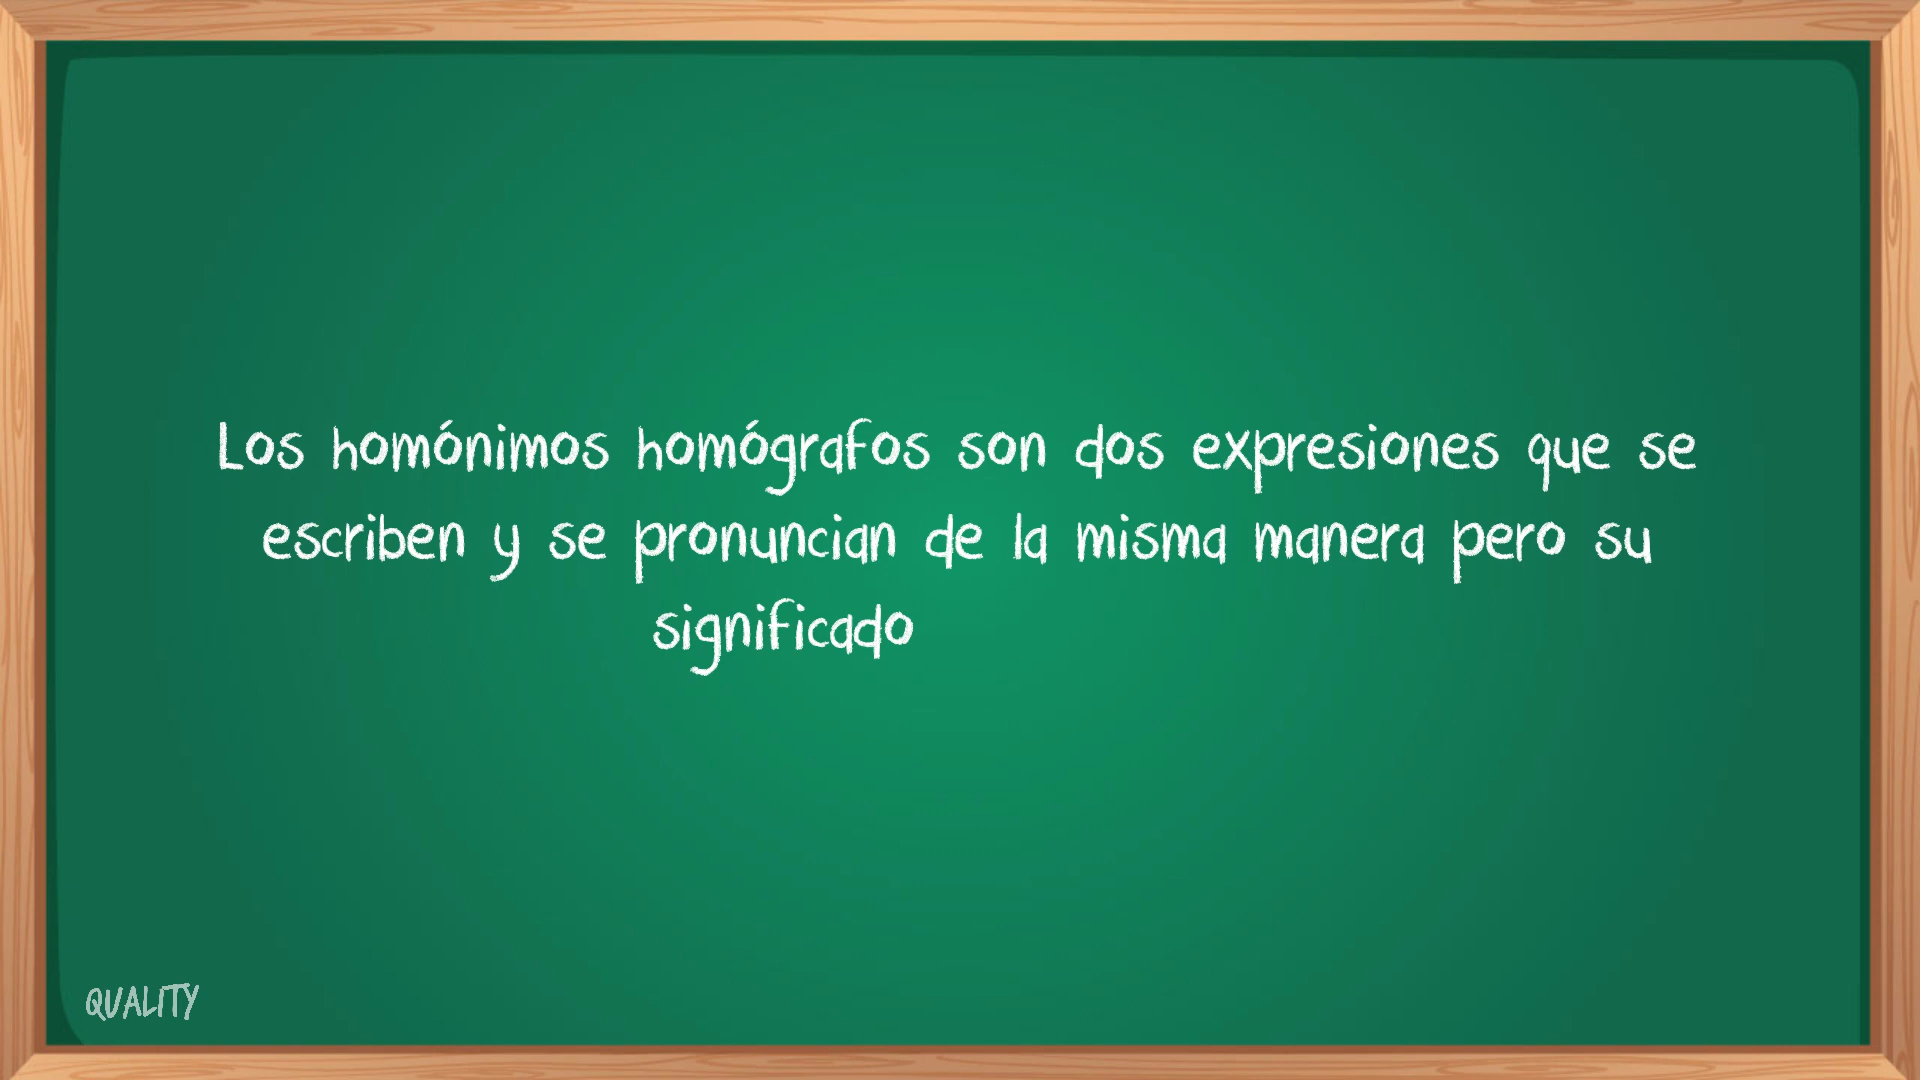 Los homónimos homógrafos son dos expresiones que se
escriben y se pronuncian de la misma manera pero su
significado
QUALITY